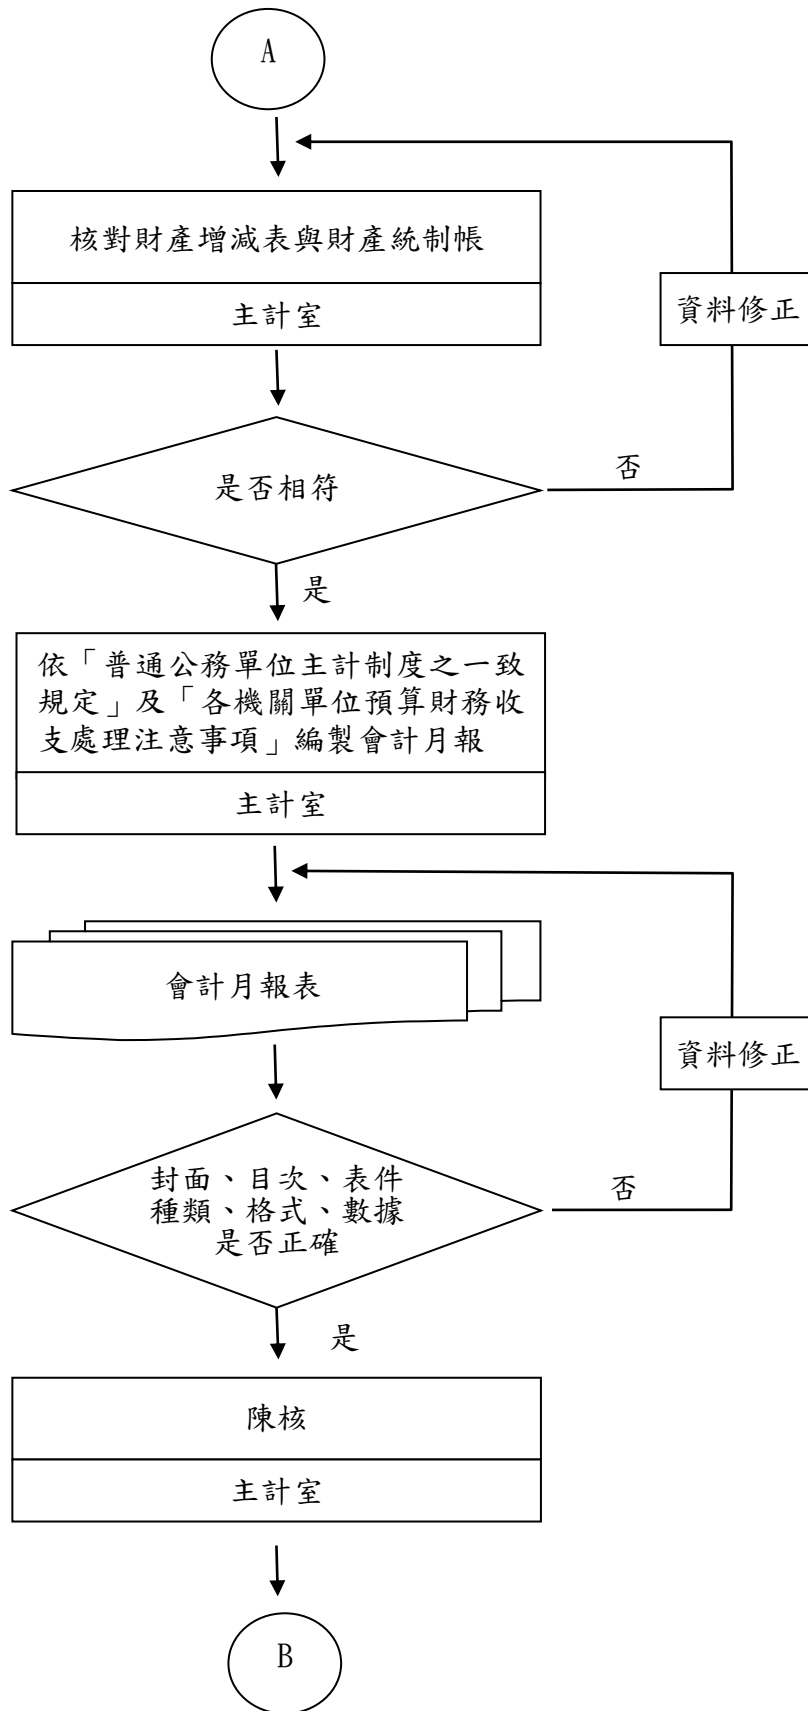 A
核對財產增減表與財產統制帳
主計室
資料修正
是否相符
否
是
依「普通公務單位主計制度之一致
規定」及「各機關單位預算財務收
支處理注意事項」編製會計月報
主計室
會計月報表
資料修正
封面、目次、表件
種類、格式、數據
是否正確
否
是
陳核
主計室
B